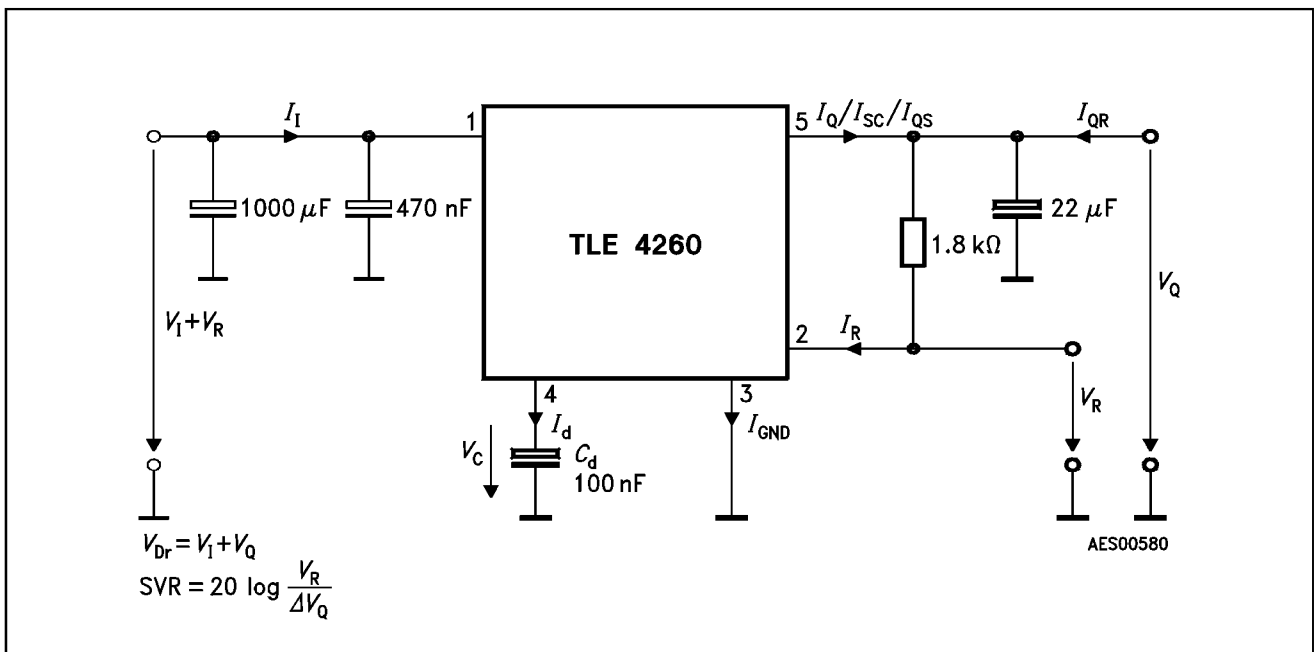 I_I
1
5
I_Q/I_SC/I_QS
I_QR
1000 µF
470 nF
TLE 4260
1.8 kΩ
22 µF
V_I+V_R
V_Q
2
I_R
V_R
4
3
I_d
I_GND
V_C
C_d
100 nF
V_Dr = V_I + V_Q
SVR = 20 log V_R / ΔV_Q
AES00580